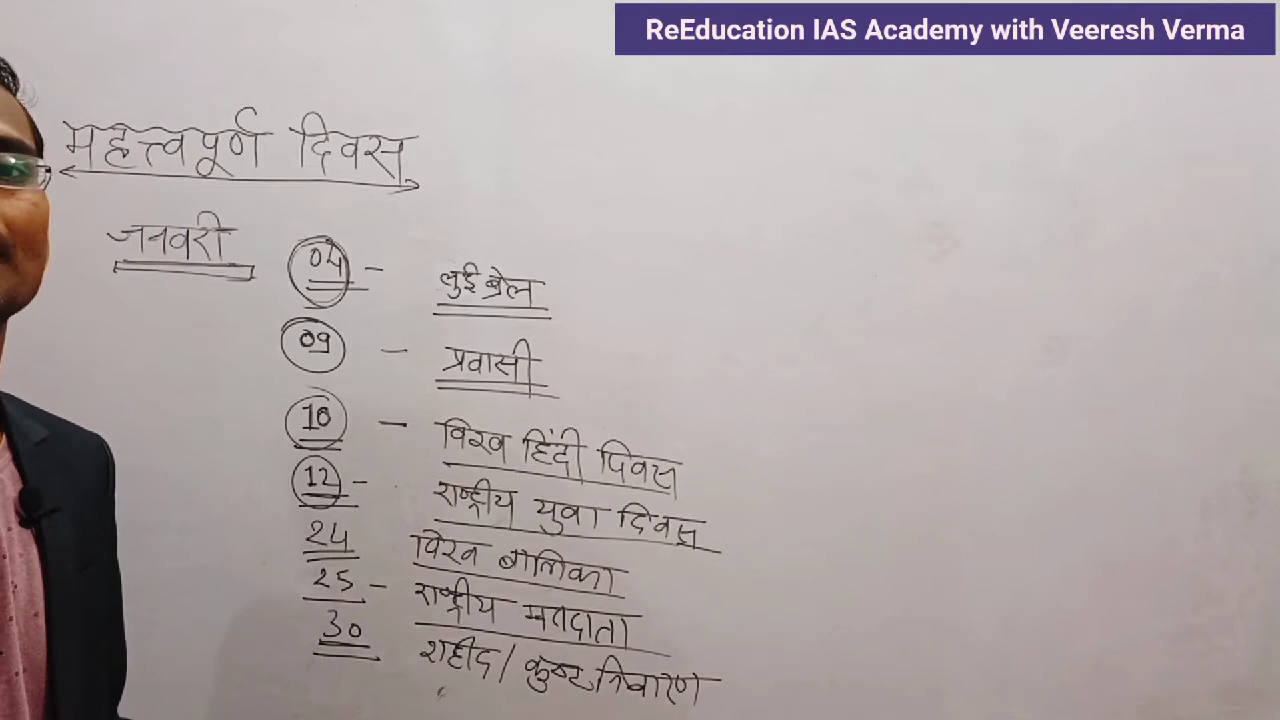 ReEducation IAS Academy with Veeresh Verma
महत्त्वपूर्ण दिवस
जनवरी
04 - लुई ब्रेल
09 - प्रवासी
10 - विश्व हिंदी दिवस
12 - राष्ट्रीय युवा दिवस
24 विश्व बालिका
25 - राष्ट्रीय मतदाता
30 शहीद / कुष्ट निवारण